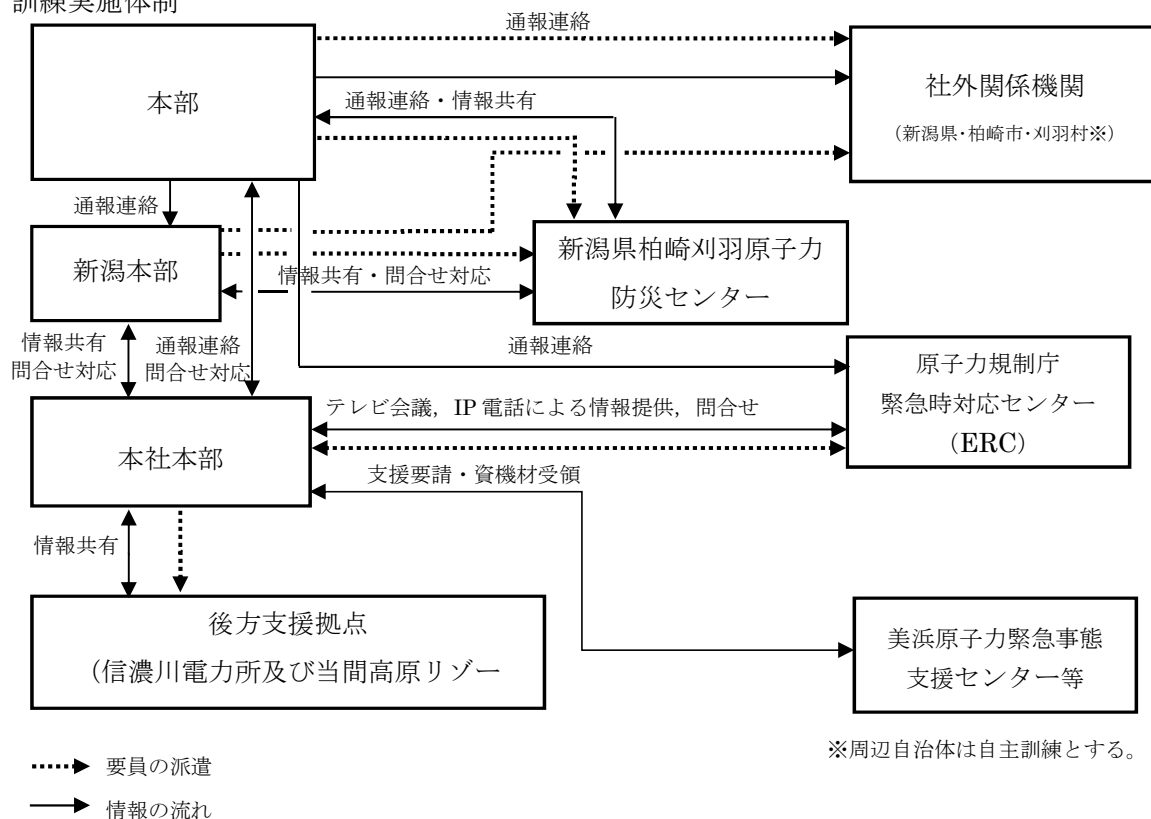 訓練実施体制
通報連絡
本部
社外関係機関
(新潟県・柏崎市・刈羽村※)
通報連絡・情報共有
通報連絡
新潟本部
新潟県柏崎刈羽原子力
防災センター
情報共有・問合せ対応
情報共有
問合せ対応
通報連絡
問合せ対応
通報連絡
原子力規制庁
緊急時対応センター
(ERC)
テレビ会議，IP 電話による情報提供，問合せ
本社本部
支援要請・資機材受領
情報共有
後方支援拠点
(信濃川電力所及び当間高原リゾー
美浜原子力緊急事態
支援センター等
※周辺自治体は自主訓練とする。
要員の派遣
情報の流れ